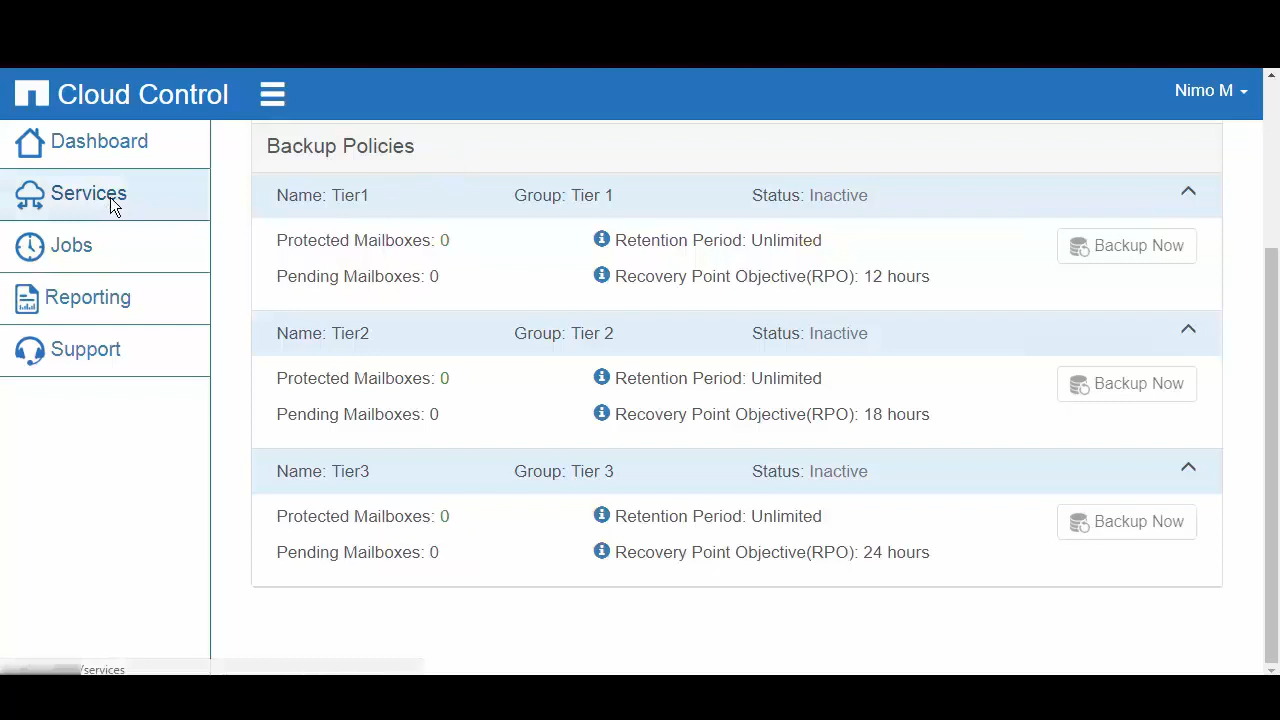 Cloud Control
Nimo M
Dashboard
Services
Jobs
Reporting
Support
Backup Policies
Name: Tier1 Group: Tier 1 Status: Inactive
Protected Mailboxes: 0 Retention Period: Unlimited Backup Now
Pending Mailboxes: 0 Recovery Point Objective(RPO): 12 hours
Name: Tier2 Group: Tier 2 Status: Inactive
Protected Mailboxes: 0 Retention Period: Unlimited Backup Now
Pending Mailboxes: 0 Recovery Point Objective(RPO): 18 hours
Name: Tier3 Group: Tier 3 Status: Inactive
Protected Mailboxes: 0 Retention Period: Unlimited Backup Now
Pending Mailboxes: 0 Recovery Point Objective(RPO): 24 hours
/services